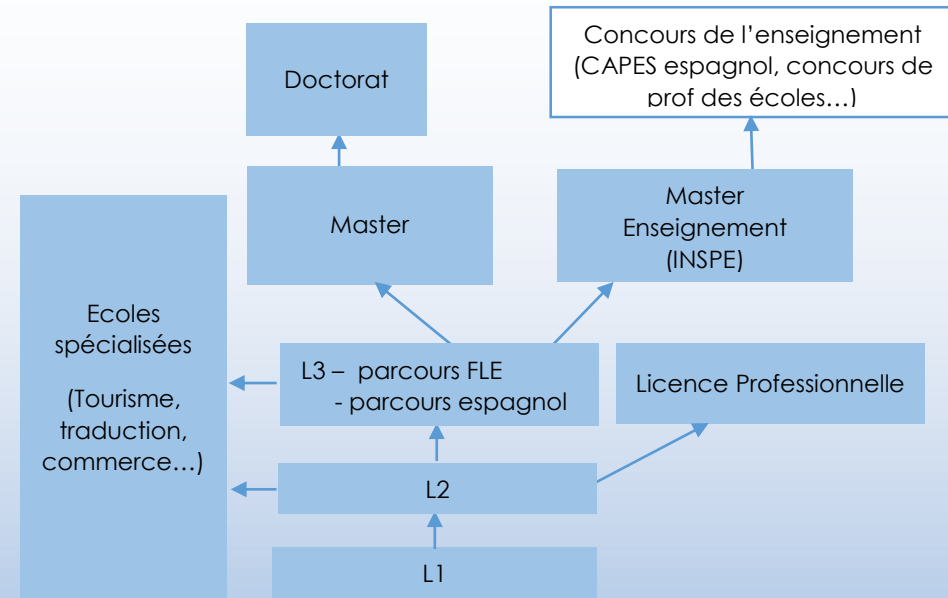 Doctorat
Concours de l'enseignement
(CAPES espagnol, concours de
prof des écoles…)
Master
Master
Enseignement
(INSPE)
Ecoles
spécialisées
(Tourisme,
traduction,
commerce…)
L3 – parcours FLE
- parcours espagnol
Licence Professionnelle
L2
L1